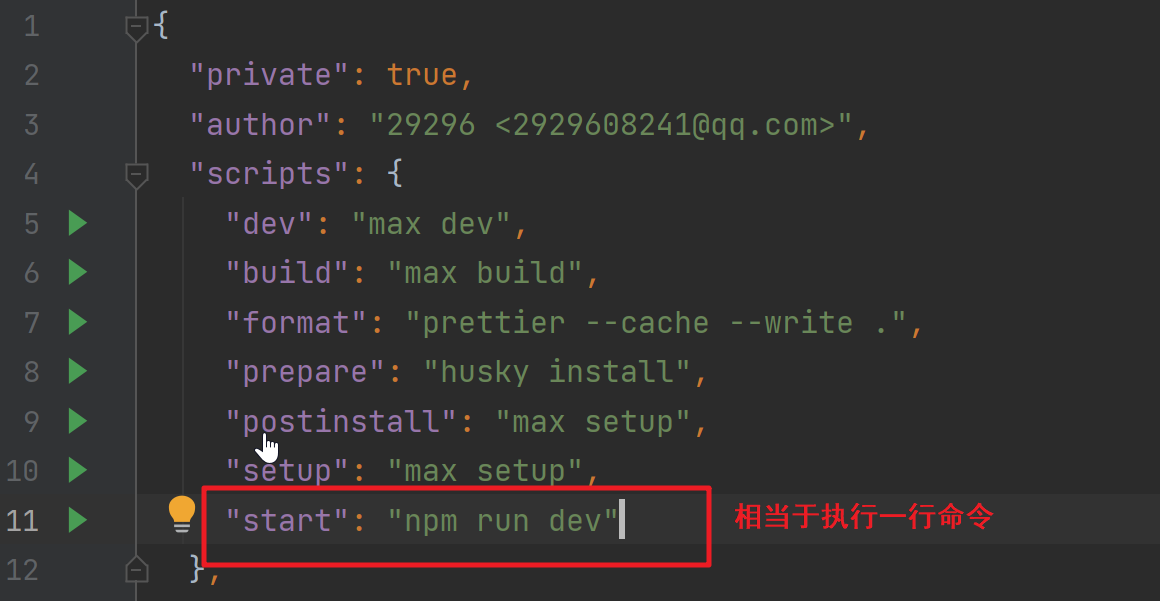 1 {
2 "private": true,
3 "author": "29296 <2929608241@qq.com>",
4 "scripts": {
5 "dev": "max dev",
6 "build": "max build",
7 "format": "prettier --cache --write .",
8 "prepare": "husky install",
9 "postinstall": "max setup",
10 "setup": "max setup",
11 "start": "npm run dev" 相当于执行一行命令
12 },